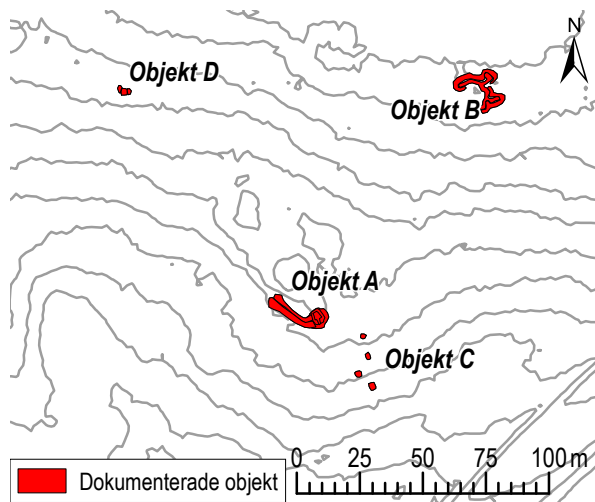 N
Objekt D
Objekt B
Objekt A
Objekt C
Dokumenterade objekt
0 25 50 75 100 m